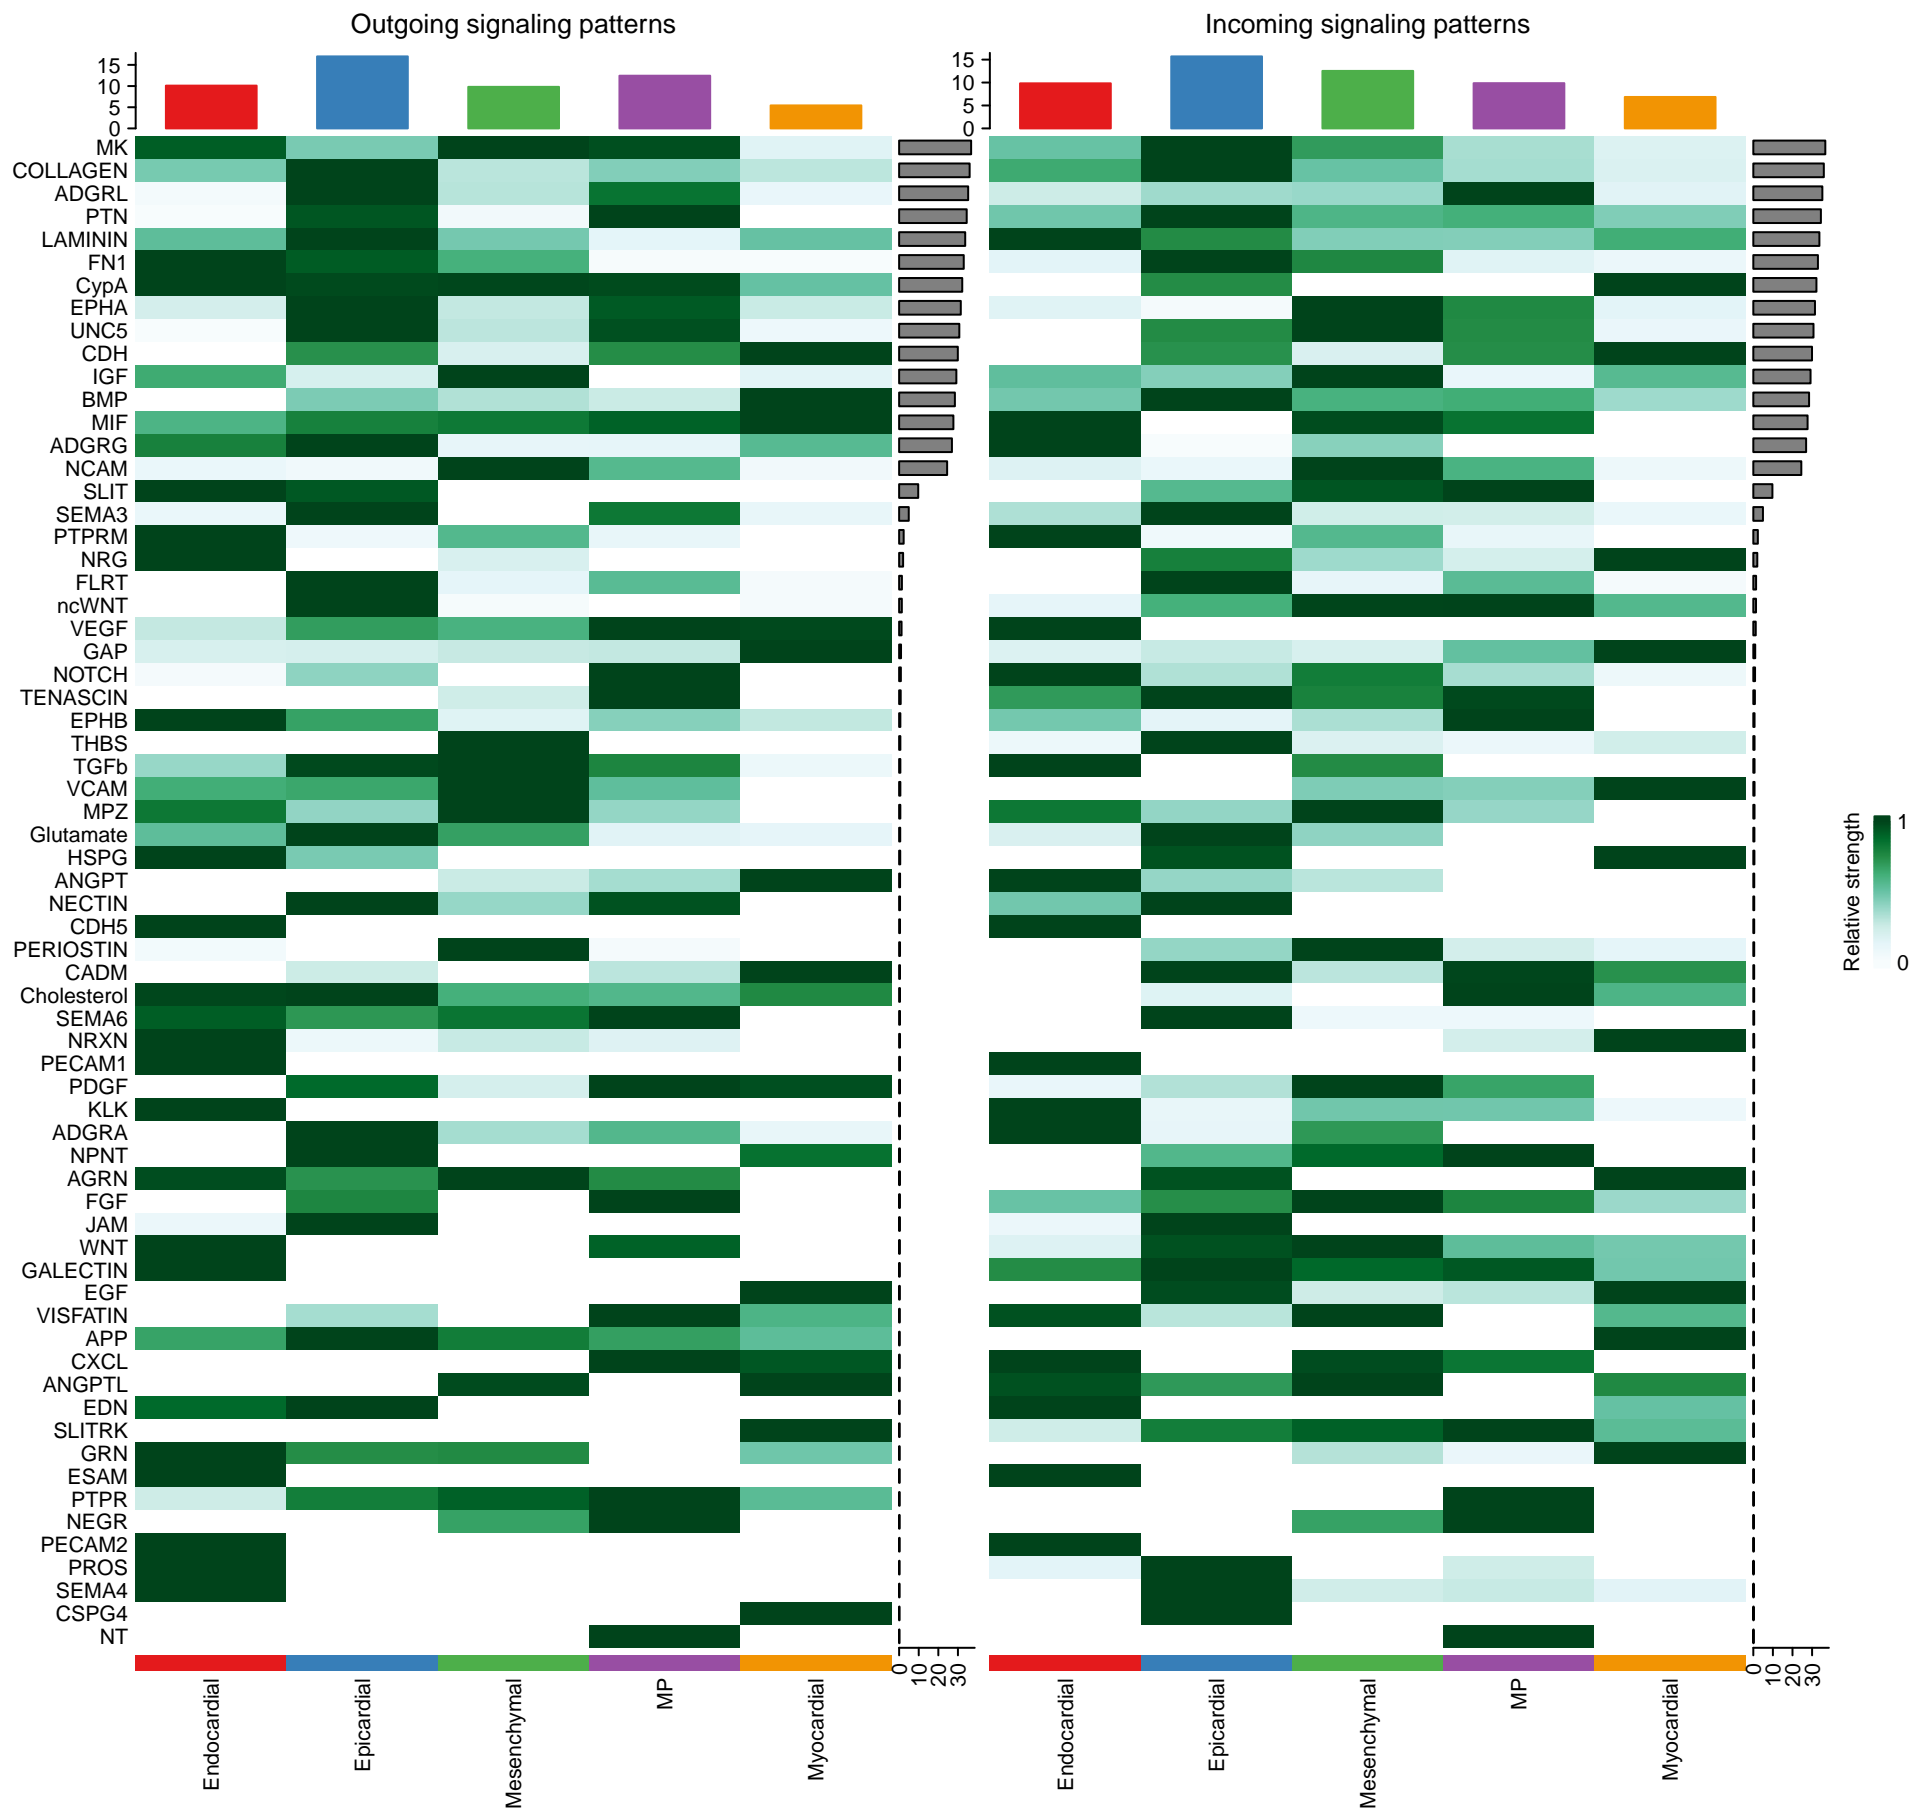 Outgoing signaling patterns
Incoming signaling patterns
15
10
5
0
15
10
5
0
MK
COLLAGEN
ADGRL
PTN
LAMININ
FN1
CypA
EPHA
UNC5
CDH
IGF
BMP
MIF
ADGRG
NCAM
SLIT
SEMA3
PTPRM
NRG
FLRT
ncWNT
VEGF
GAP
NOTCH
TENASCIN
EPHB
THBS
TGFb
VCAM
MPZ
Glutamate
HSPG
ANGPT
NECTIN
CDH5
PERIOSTIN
CADM
Cholesterol
SEMA6
NRXN
PECAM1
PDGF
KLK
ADGRA
NPNT
AGRN
FGF
JAM
WNT
GALECTIN
EGF
VISFATIN
APP
CXCL
ANGPTL
EDN
SLITRK
GRN
ESAM
PTPR
NEGR
PECAM2
PROS
SEMA4
CSPG4
NT
0
10
20
30
0
10
20
30
Endocardial
Epicardial
Mesenchymal
MP
Myocardial
Endocardial
Epicardial
Mesenchymal
MP
Myocardial
Relative strength
1
0